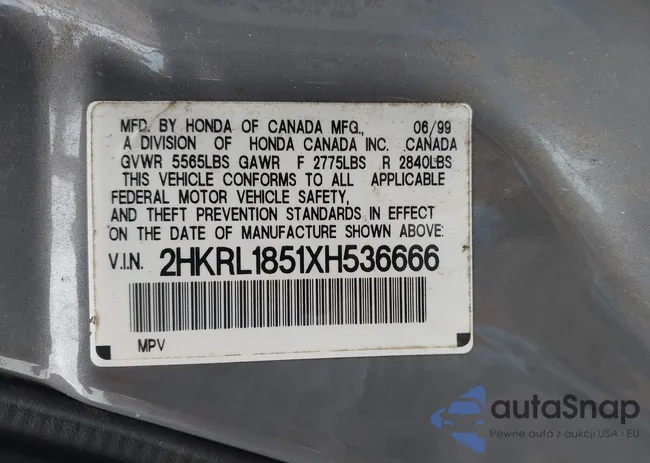 MFD. BY HONDA OF CANADA MFG., 06/99
A DIVISION OF HONDA CANADA INC. CANADA
GVWR 5565LBS GAWR F 2775LBS R 2840LBS
THIS VEHICLE CONFORMS TO ALL APPLICABLE
FEDERAL MOTOR VEHICLE SAFETY,
AND THEFT PREVENTION STANDARDS IN EFFECT
ON THE DATE OF MANUFACTURE SHOWN ABOVE:
V.I.N. 2HKRL1851XH536666
MPV
autaSnap
Pewne auta z aukcji USA i EU